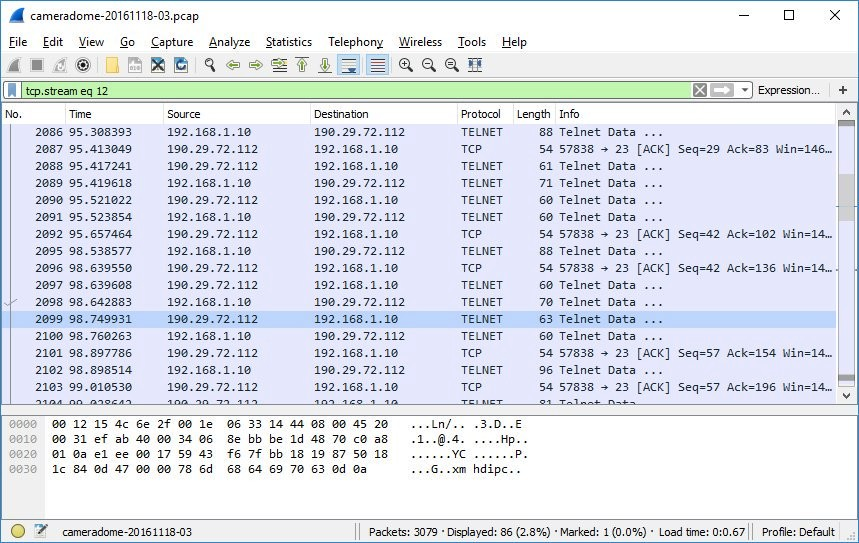 cameradome-20161118-03.pcap
File Edit View Go Capture Analyze Statistics Telephony Wireless Tools Help
tcp.stream eq 12 Expression... +
No. Time Source Destination Protocol Length Info
2086 95.308393 192.168.1.10 190.29.72.112 TELNET 88 Telnet Data ...
2087 95.413049 190.29.72.112 192.168.1.10 TCP 54 57838 → 23 [ACK] Seq=29 Ack=83 Win=146…
2088 95.417241 192.168.1.10 190.29.72.112 TELNET 61 Telnet Data ...
2089 95.419618 192.168.1.10 190.29.72.112 TELNET 71 Telnet Data ...
2090 95.521022 190.29.72.112 192.168.1.10 TELNET 60 Telnet Data ...
2091 95.523854 190.29.72.112 192.168.1.10 TELNET 60 Telnet Data ...
2092 95.657464 190.29.72.112 192.168.1.10 TCP 54 57838 → 23 [ACK] Seq=42 Ack=102 Win=14…
2095 98.538577 192.168.1.10 190.29.72.112 TELNET 88 Telnet Data ...
2096 98.639550 190.29.72.112 192.168.1.10 TCP 54 57838 → 23 [ACK] Seq=42 Ack=136 Win=14…
2097 98.639608 190.29.72.112 192.168.1.10 TELNET 60 Telnet Data ...
2098 98.642883 192.168.1.10 190.29.72.112 TELNET 70 Telnet Data ...
2099 98.749931 190.29.72.112 192.168.1.10 TELNET 63 Telnet Data ...
2100 98.760263 192.168.1.10 190.29.72.112 TELNET 60 Telnet Data ...
2101 98.897786 190.29.72.112 192.168.1.10 TCP 54 57838 → 23 [ACK] Seq=57 Ack=154 Win=14…
2102 98.898514 192.168.1.10 190.29.72.112 TELNET 96 Telnet Data ...
2103 99.010530 190.29.72.112 192.168.1.10 TCP 54 57838 → 23 [ACK] Seq=57 Ack=196 Win=14…
2104 99.028642 192.168.1.10 190.29.72.112 TELNET 81 Telnet Data ...
0000 00 12 15 4c 6e 2f 00 1e 06 33 14 44 08 00 45 20 ...Ln/.. .3.D..E
0010 00 31 ef ab 40 00 34 06 8e bb be 1d 48 70 c0 a8 .1..@.4. ....Hp..
0020 01 0a e1 ee 00 17 59 43 f6 7f bb 18 19 87 50 18 ......YC ......P.
0030 1c 84 0d 47 00 00 78 6d 68 64 69 70 63 0d 0a ...G..xm hdipc..
cameradome-20161118-03 Packets: 3079 · Displayed: 86 (2.8%) · Marked: 1 (0.0%) · Load time: 0:0.67 Profile: Default